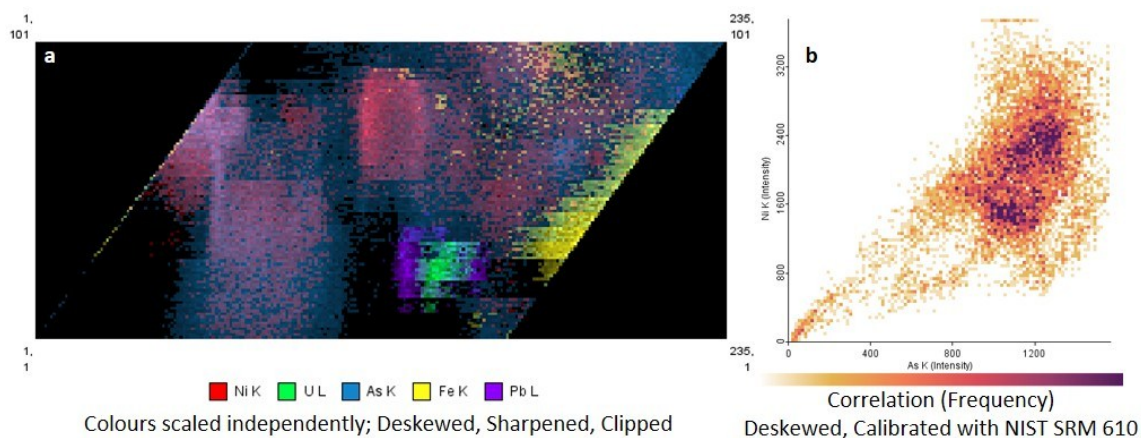 1.
101
235.
101
a
1.
1
235.
1
Ni K
U L
As K
Fe K
Pb L
Colours scaled independently; Deskewed, Sharpened, Clipped
b
Ni K (Intensity)
3200
2400
1600
800
0
0
400
800
1200
As K (Intensity)
Correlation (Frequency)
Deskewed, Calibrated with NIST SRM 610